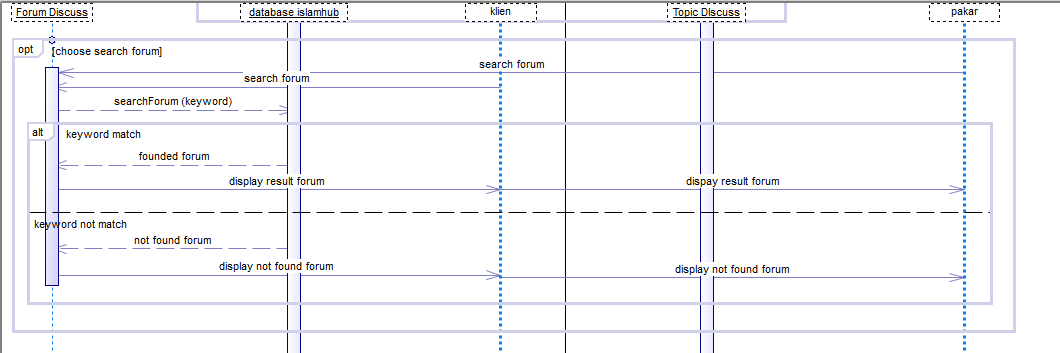 Forum Discuss
database islamhub
klien
Topic DIscuss
pakar
opt
[choose search forum]
search forum
search forum
searchForum (keyword)
alt
keyword match
founded forum
display result forum
dispay result forum
keyword not match
not found forum
display not found forum
display not found forum